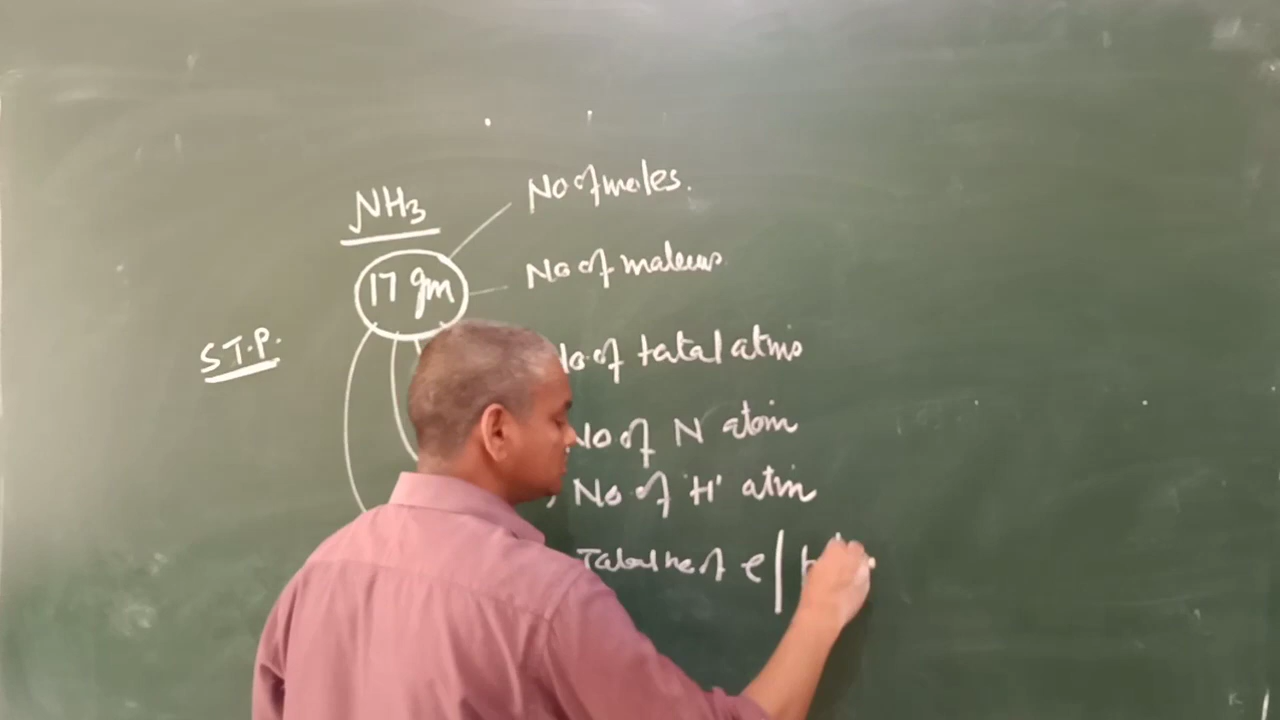 NH3
No of moles.
17 gm
No of molecus
S.T.P.
No of total atms
No of N atom
No of 'H' atm
Total no of e |